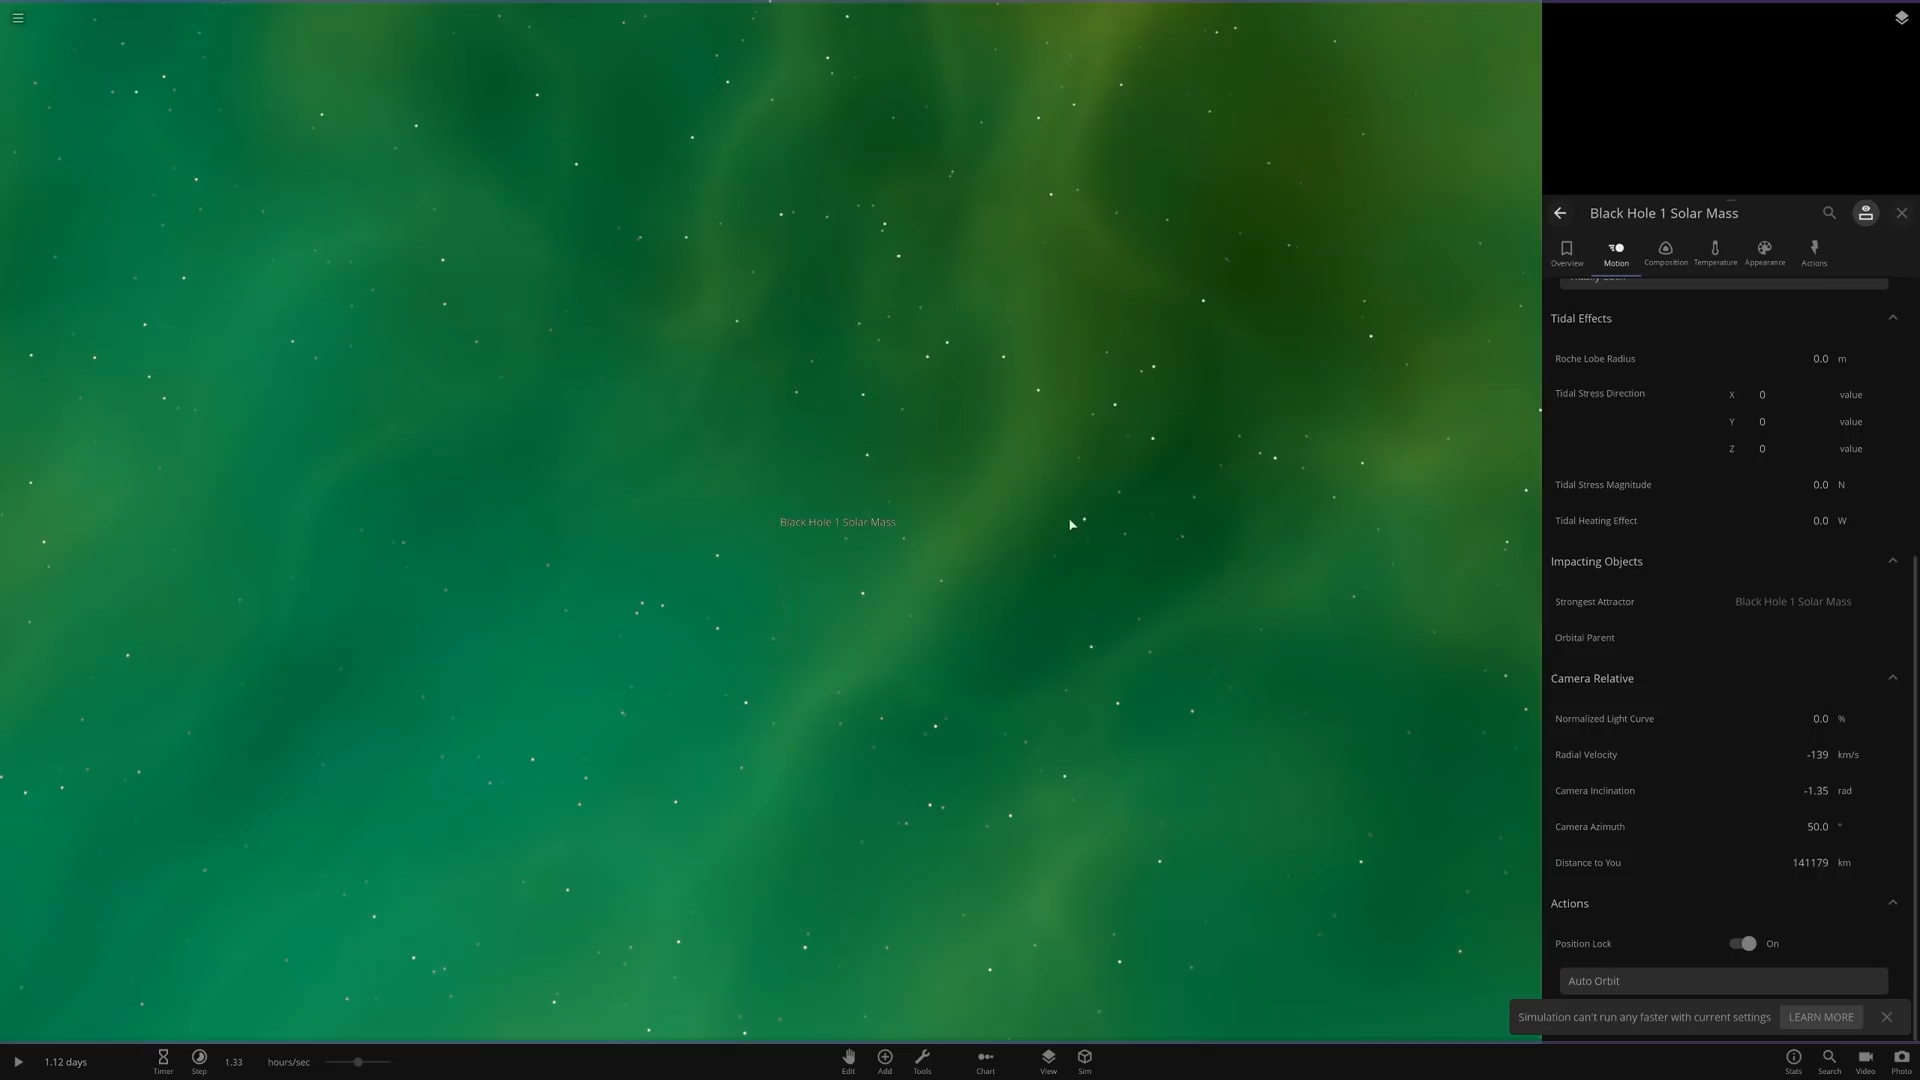 Black Hole 1 Solar Mass
Overview
Motion
Composition
Temperature
Appearance
Actions
Tidal Effects
Roche Lobe Radius 0.0 m
Tidal Stress Direction X 0 value
Y 0 value
Z 0 value
Tidal Stress Magnitude 0.0 N
Tidal Heating Effect 0.0 W
Black Hole 1 Solar Mass
Impacting Objects
Strongest Attractor Black Hole 1 Solar Mass
Orbital Parent
Camera Relative
Normalized Light Curve 0.0 %
Radial Velocity -139 km/s
Camera Inclination -1.35 rad
Camera Azimuth 50.0 °
Distance to You 141179 km
Actions
Position Lock On
Auto Orbit
Simulation can't run any faster with current settings LEARN MORE
1.12 days
Timer
Step
1.33 hours/sec
Edit
Add
Tools
Chart
View
Sim
Stats
Search
Video
Photo